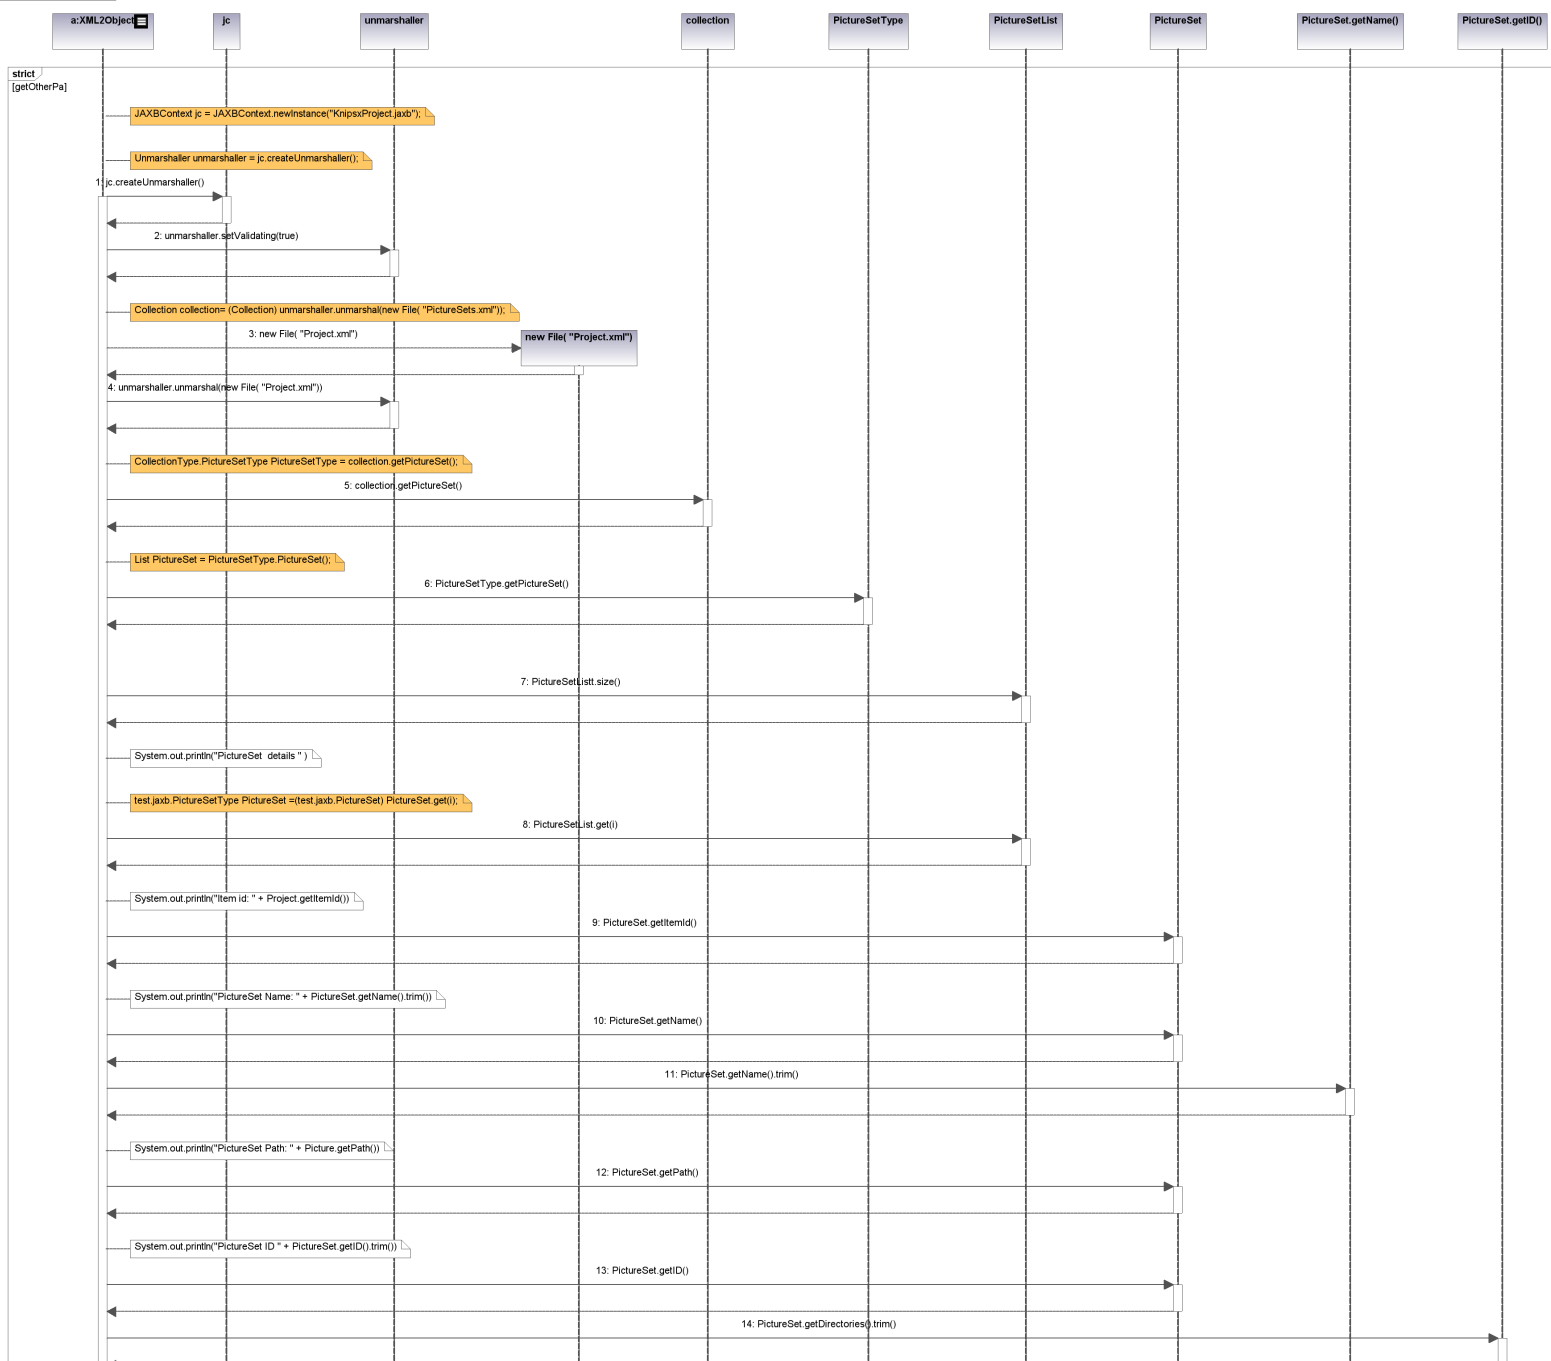 a:XML2Object
jc
unmarshaller
collection
PictureSetType
PictureSetList
PictureSet
PictureSet.getName()
PictureSet.getID()
strict
[getOtherPa]
JAXBContext jc = JAXBContext.newInstance("KnipsxProject.jaxb");
Unmarshaller unmarshaller = jc.createUnmarshaller();
1: jc.createUnmarshaller()
2: unmarshaller.setValidating(true)
Collection collection= (Collection) unmarshaller.unmarshal(new File( "PictureSets.xml"));
3: new File( "Project.xml")
new File( "Project.xml")
4: unmarshaller.unmarshal(new File( "Project.xml"))
CollectionType.PictureSetType PictureSetType = collection.getPictureSet();
5: collection.getPictureSet()
List PictureSet = PictureSetType.PictureSet();
6: PictureSetType.getPictureSet()
7: PictureSetListt.size()
System.out.println("PictureSet  details " )
test.jaxb.PictureSetType PictureSet =(test.jaxb.PictureSet) PictureSet.get(i);
8: PictureSetList.get(i)
System.out.println("Item id: " + Project.getItemId())
9: PictureSet.getItemId()
System.out.println("PictureSet Name: " + PictureSet.getName().trim())
10: PictureSet.getName()
11: PictureSet.getName().trim()
System.out.println("PictureSet Path: " + Picture.getPath())
12: PictureSet.getPath()
System.out.println("PictureSet ID " + PictureSet.getID().trim())
13: PictureSet.getID()
14: PictureSet.getDirectories().trim()